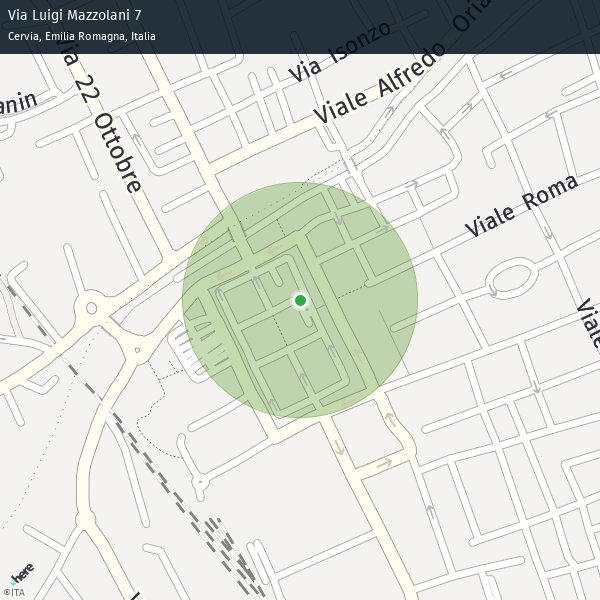 Via Luigi Mazzolani 7
Cervia, Emilia Romagna, Italia
Via Isonzo
Viale Alfredo Oria
anin
Via 22 Ottobre
Viale Roma
Viale
here
©ITA